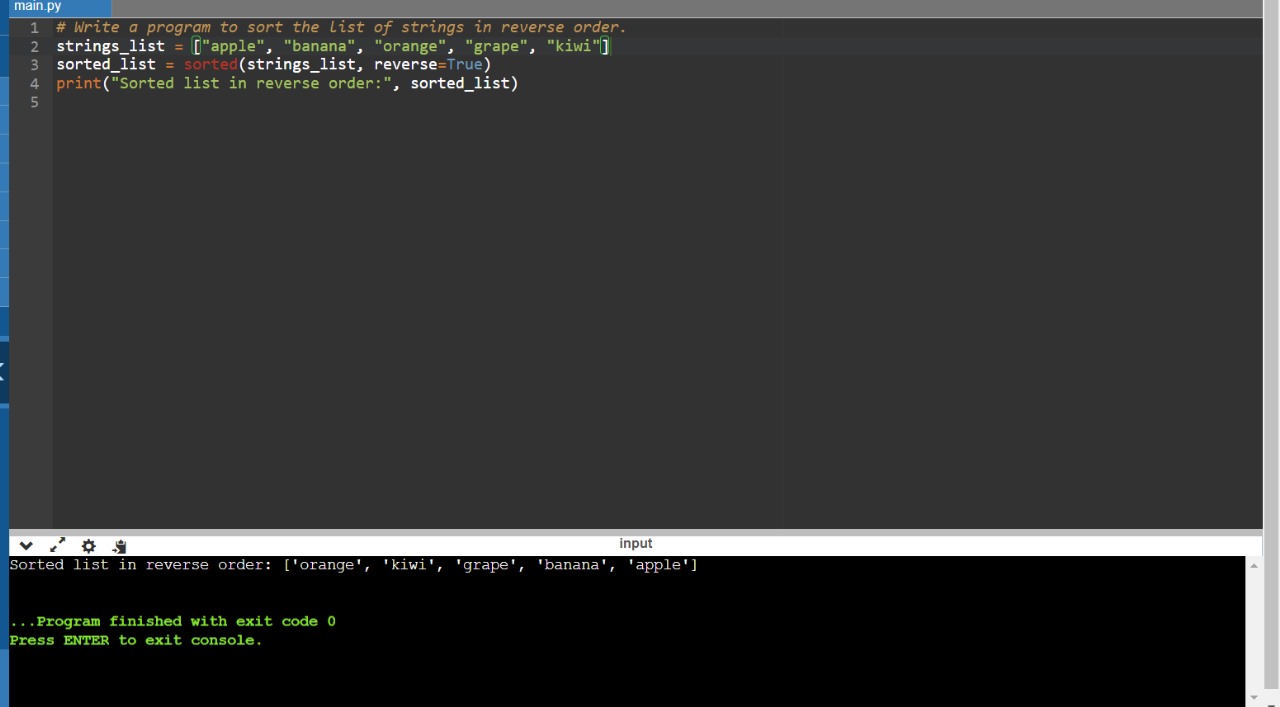 main.py
1 # Write a program to sort the list of strings in reverse order.
2 strings_list = ["apple", "banana", "orange", "grape", "kiwi"]
3 sorted_list = sorted(strings_list, reverse=True)
4 print("Sorted list in reverse order:", sorted_list)
5
input
Sorted list in reverse order: ['orange', 'kiwi', 'grape', 'banana', 'apple']
...Program finished with exit code 0
Press ENTER to exit console.